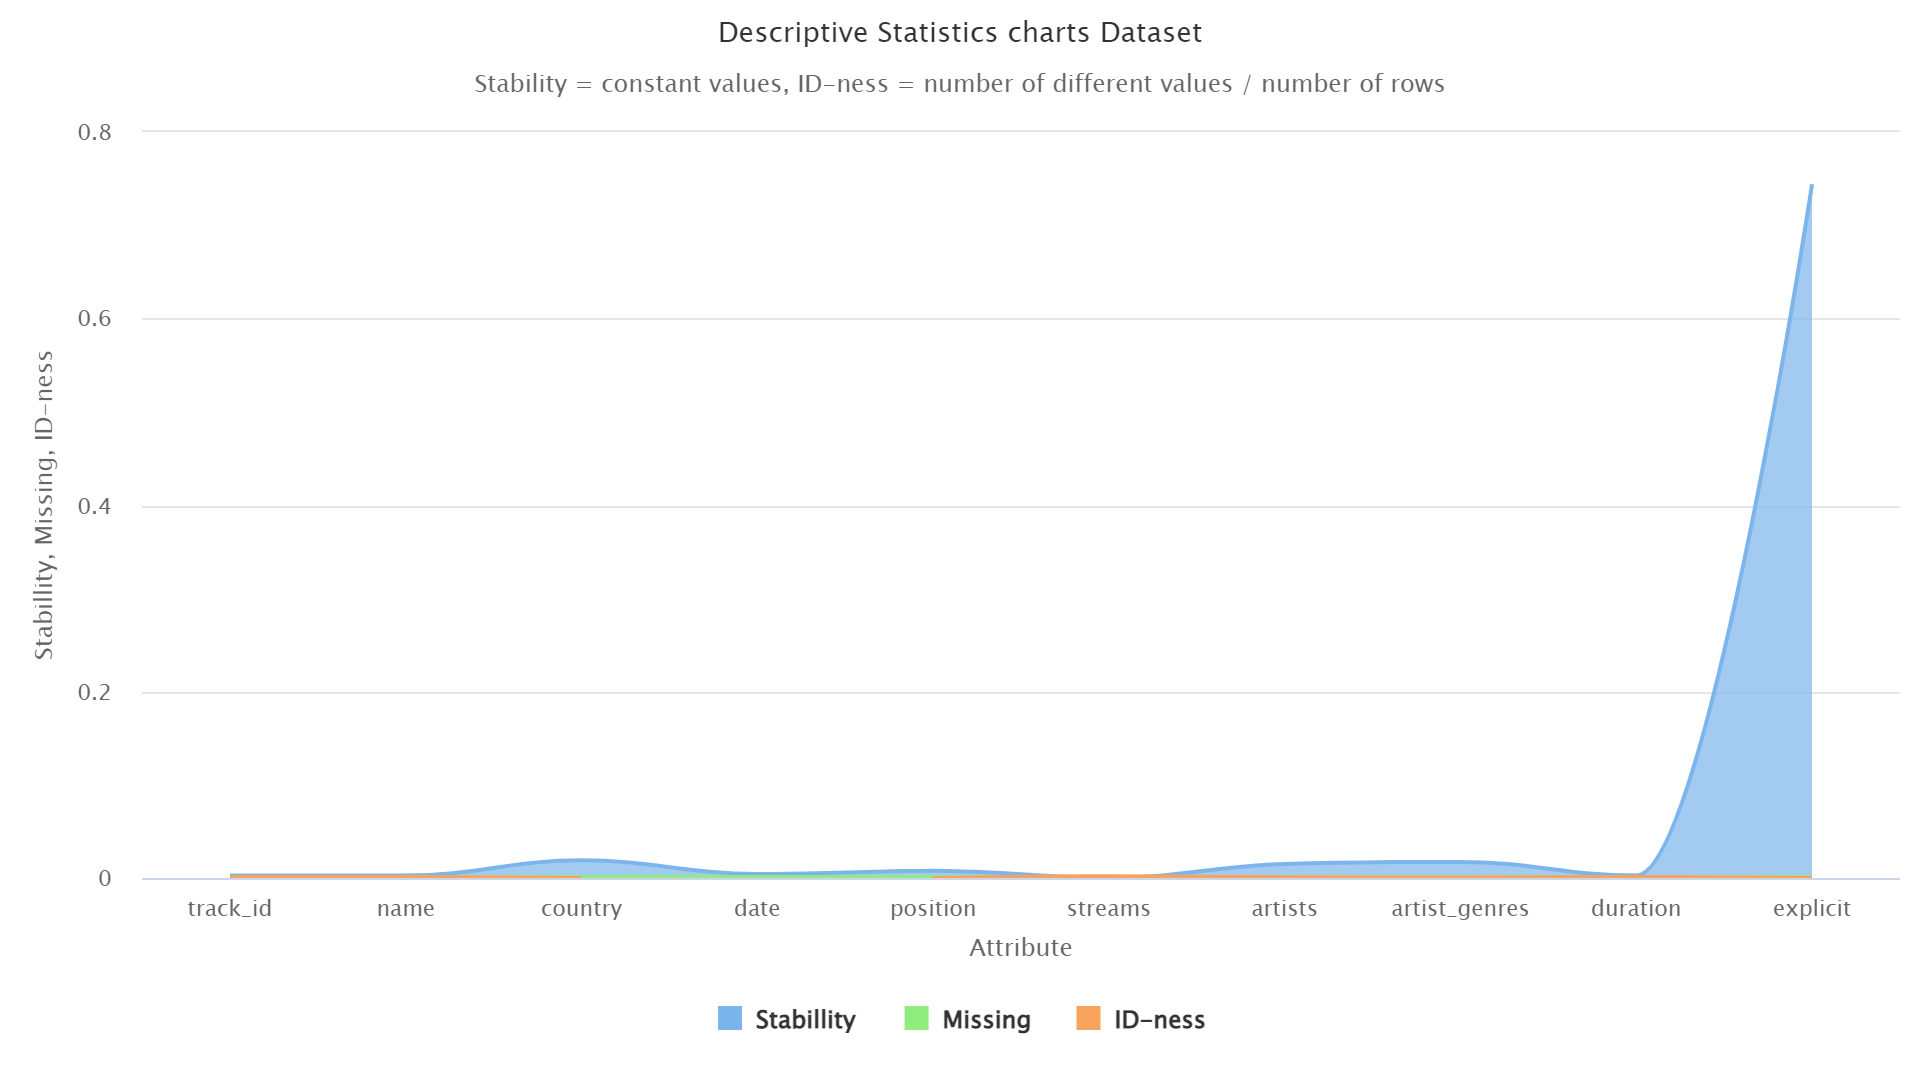 Descriptive Statistics charts Dataset
Stability = constant values, ID-ness = number of different values / number of rows
Stabillity, Missing, ID-ness
0.8
0.6
0.4
0.2
0
track_id name country date position streams artists artist_genres duration explicit
Attribute
Stabillity Missing ID-ness